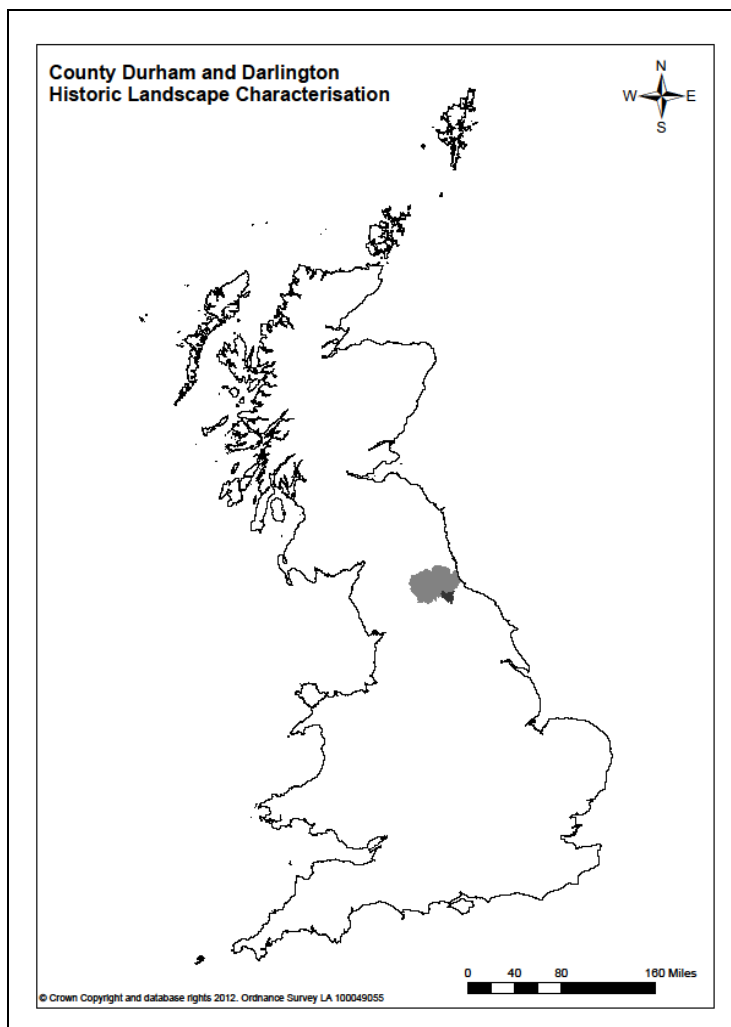 County Durham and Darlington
Historic Landscape Characterisation
N
W E
S
0 40 80 160 Miles
© Crown Copyright and database rights 2012. Ordnance Survey LA 100049055